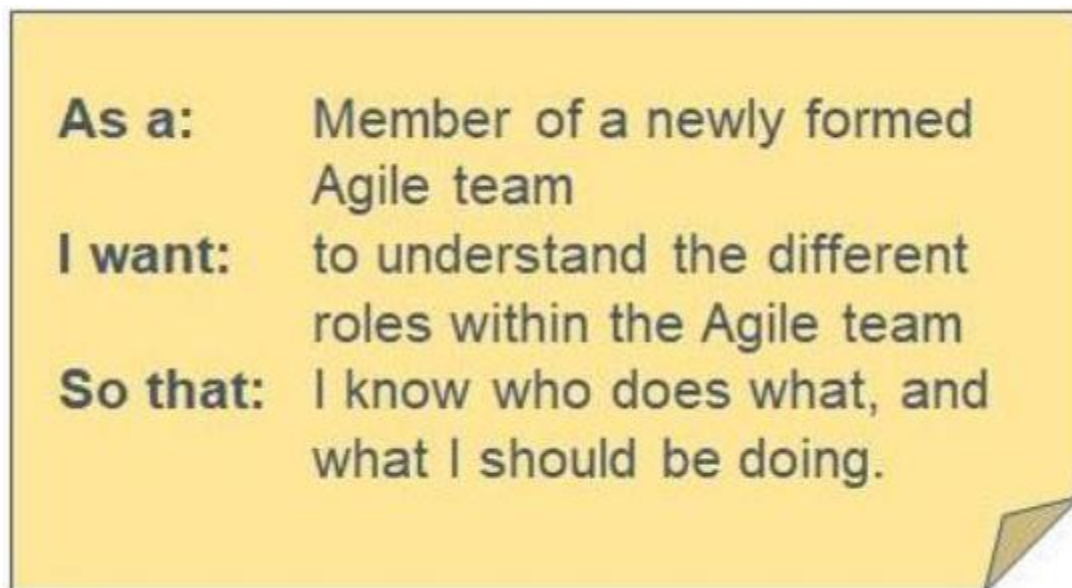 As a: Member of a newly formed
Agile team
I want: to understand the different
roles within the Agile team
So that: I know who does what, and
what I should be doing.